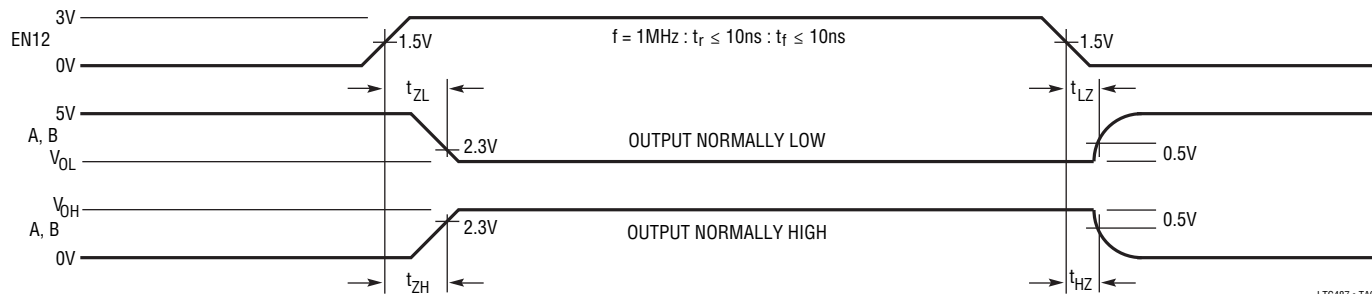 3V
EN12
0V
1.5V
f = 1MHz : tr ≤ 10ns : tf ≤ 10ns
1.5V
tZL
tLZ
5V
A, B
VOL
2.3V
OUTPUT NORMALLY LOW
0.5V
VOH
A, B
0V
2.3V
OUTPUT NORMALLY HIGH
0.5V
tZH
tHZ